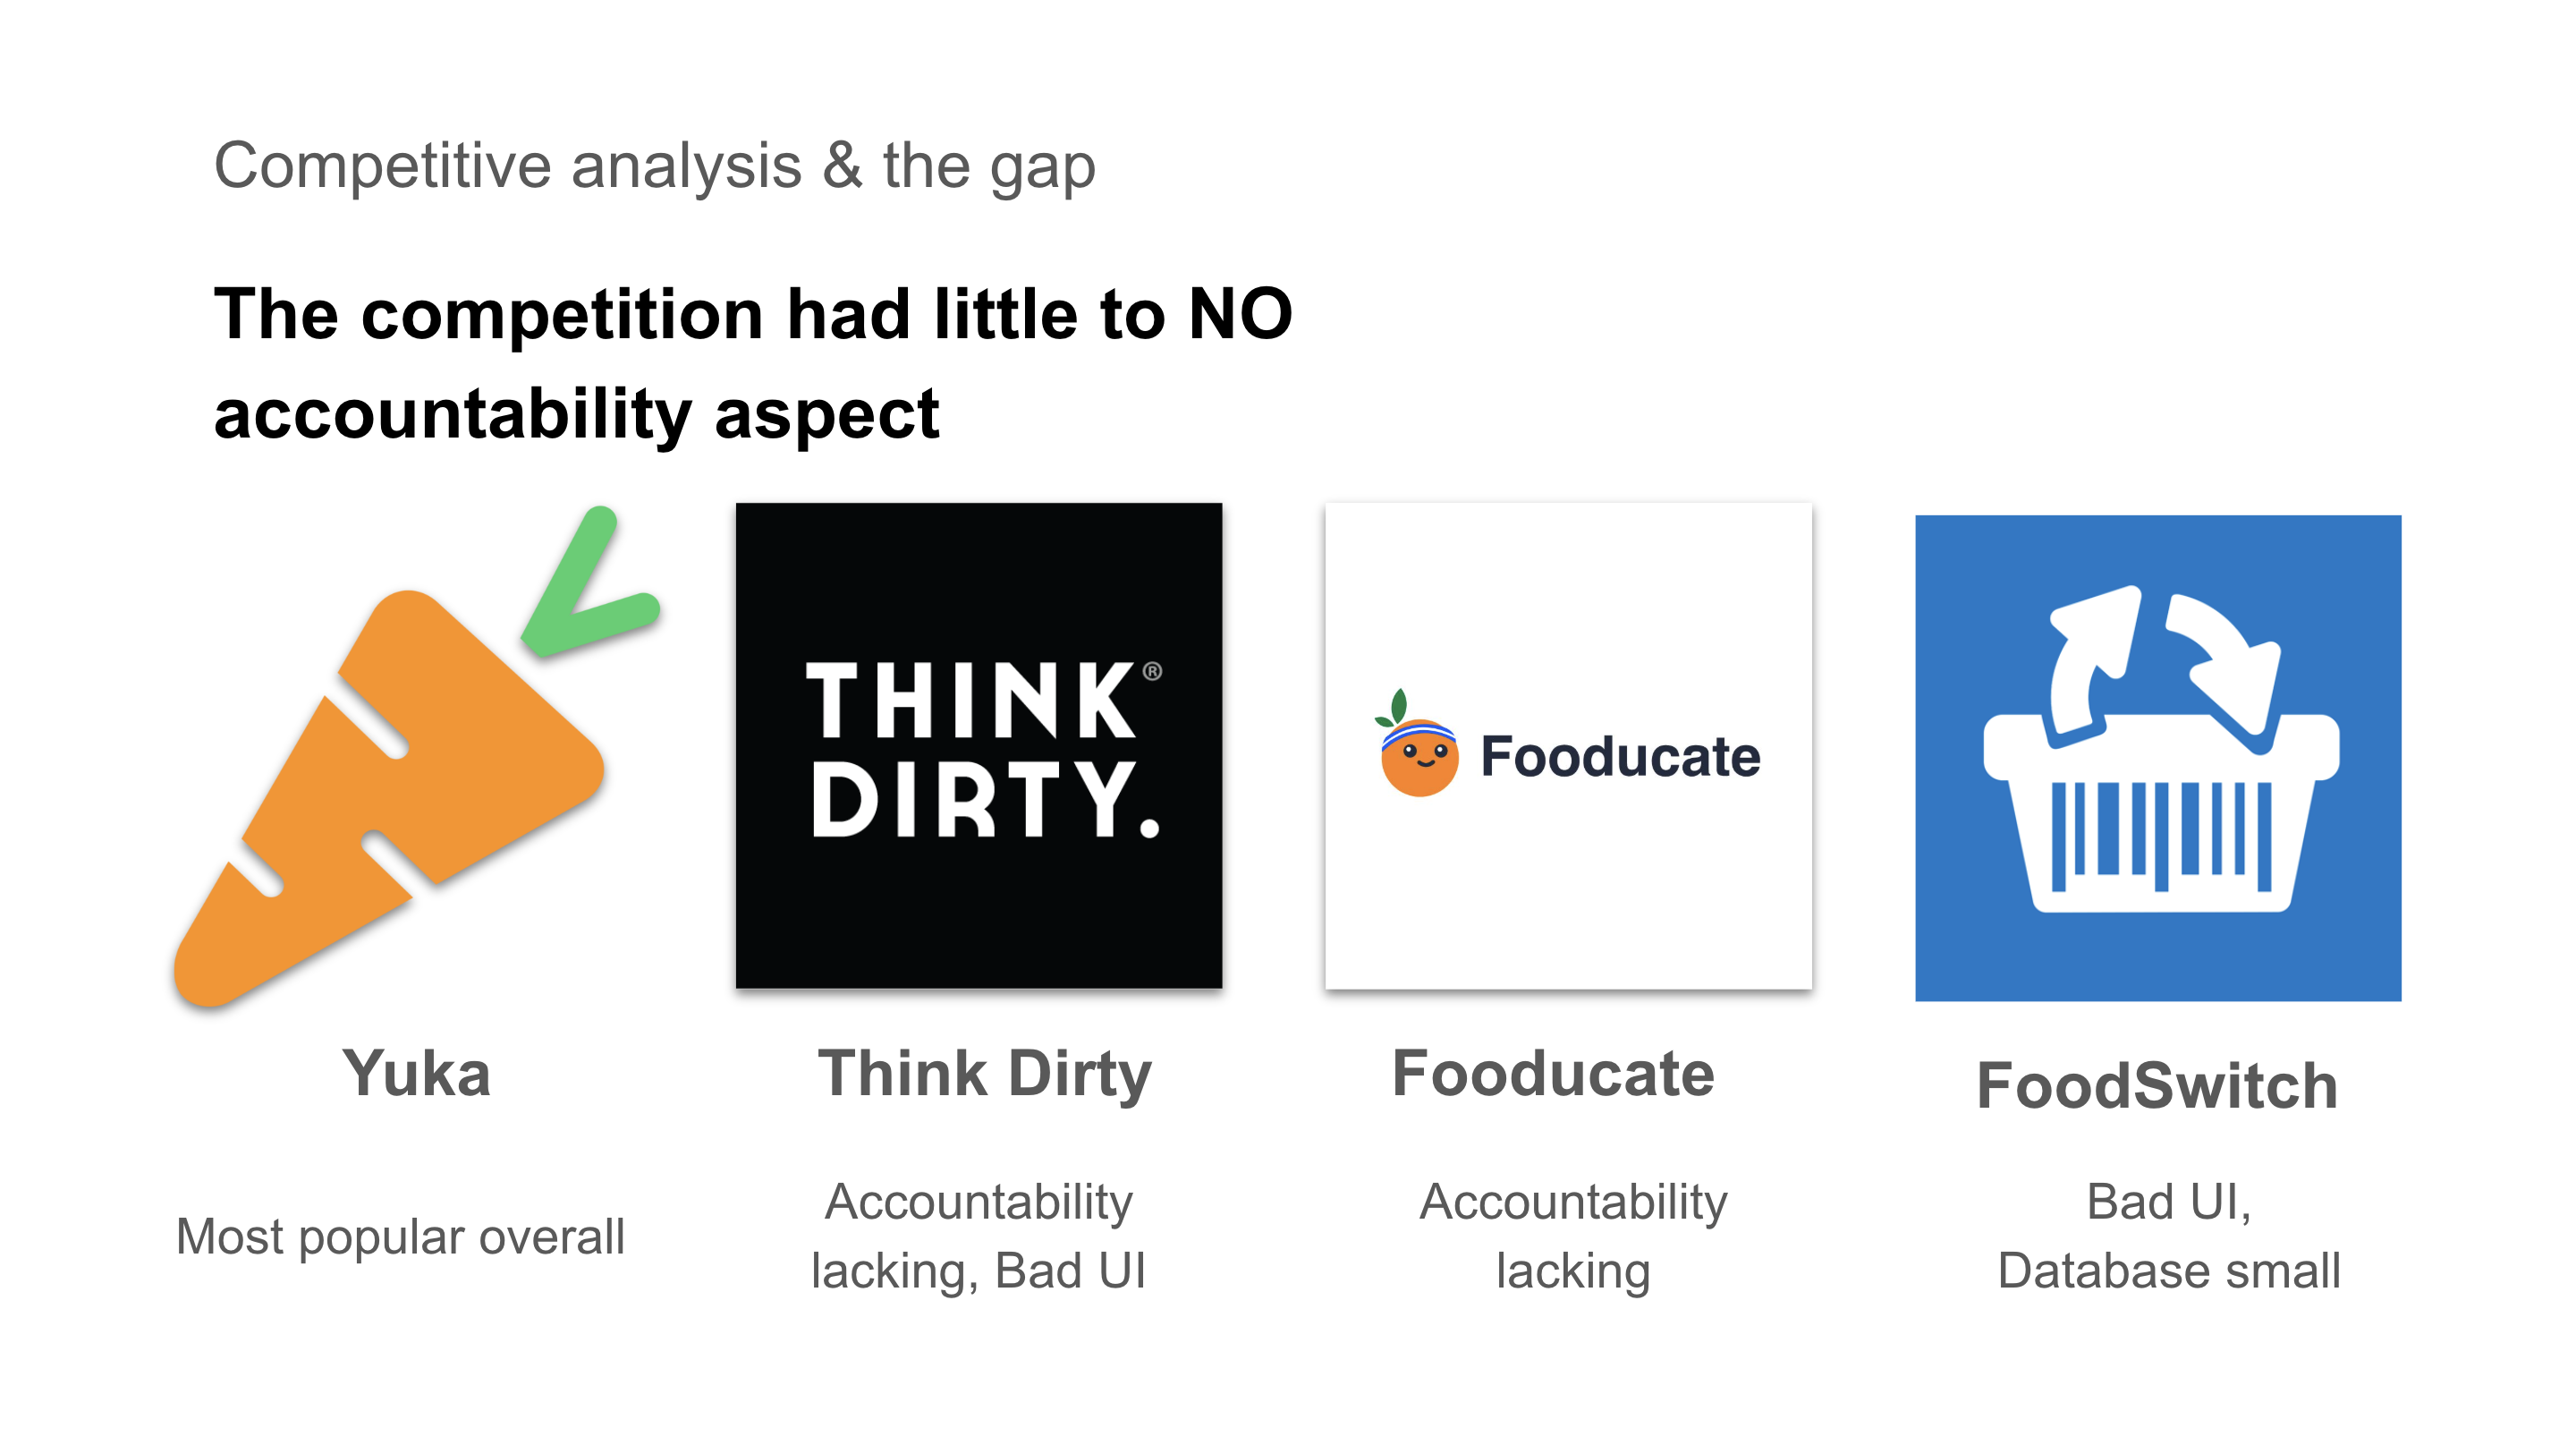 Competitive analysis & the gap
The competition had little to NO
accountability aspect
THINK®
DIRTY.
Fooducate
Yuka
Think Dirty
Fooducate
FoodSwitch
Most popular overall
Accountability
lacking, Bad UI
Accountability
lacking
Bad UI,
Database small